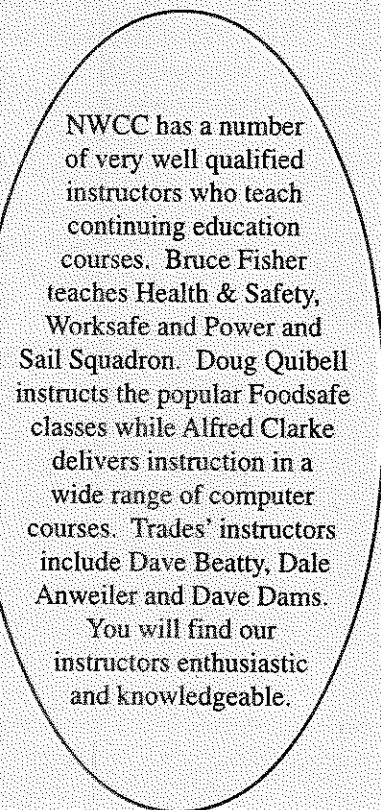 NWCC has a number
of very well qualified
instructors who teach
continuing education
courses. Bruce Fisher
teaches Health & Safety,
Worksafe and Power and
Sail Squadron. Doug Quibell
instructs the popular Foodsafe
classes while Alfred Clarke
delivers instruction in a
wide range of computer
courses. Trades' instructors
include Dave Beatty, Dale
Anweiler and Dave Dams.
You will find our
instructors enthusiastic
and knowledgeable.